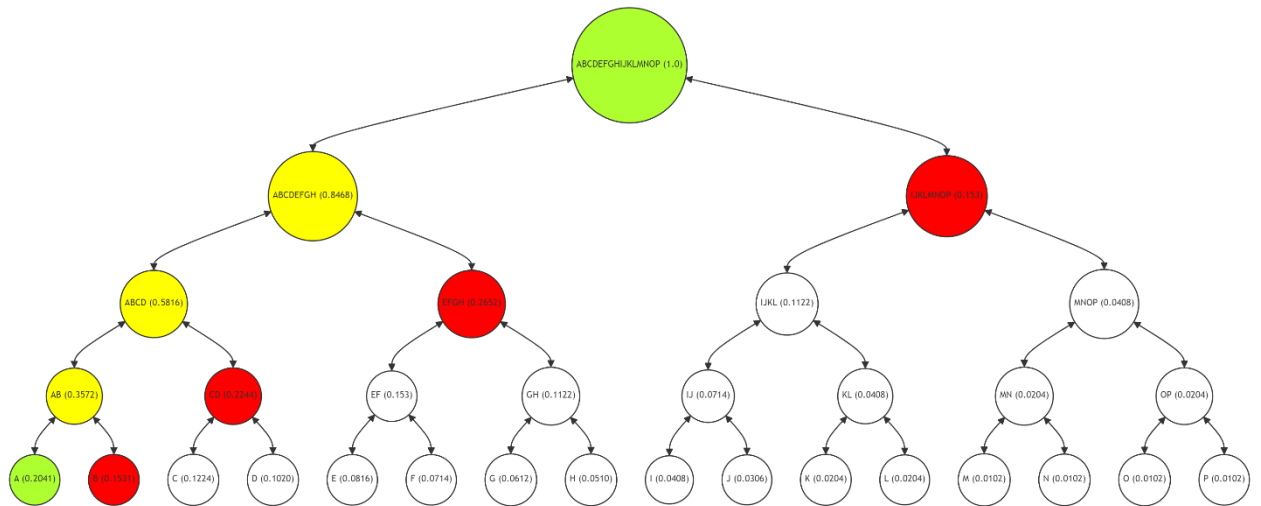 ABCDEFGHIJKLMNOP (1.0)
ABCDEFGH (0.8468)
IJKLMNOP (0.153)
ABCD (0.5816)
EFGH (0.2652)
IJKL (0.1122)
MNOP (0.0408)
AB (0.3572)
CD (0.2244)
EF (0.153)
GH (0.1122)
IJ (0.0714)
KL (0.0408)
MN (0.0204)
OP (0.0204)
A (0.2041)
B (0.1531)
C (0.1224)
D (0.1020)
E (0.0816)
F (0.0714)
G (0.0612)
H (0.0510)
I (0.0408)
J (0.0306)
K (0.0204)
L (0.0204)
M (0.0102)
N (0.0102)
O (0.0102)
P (0.0102)